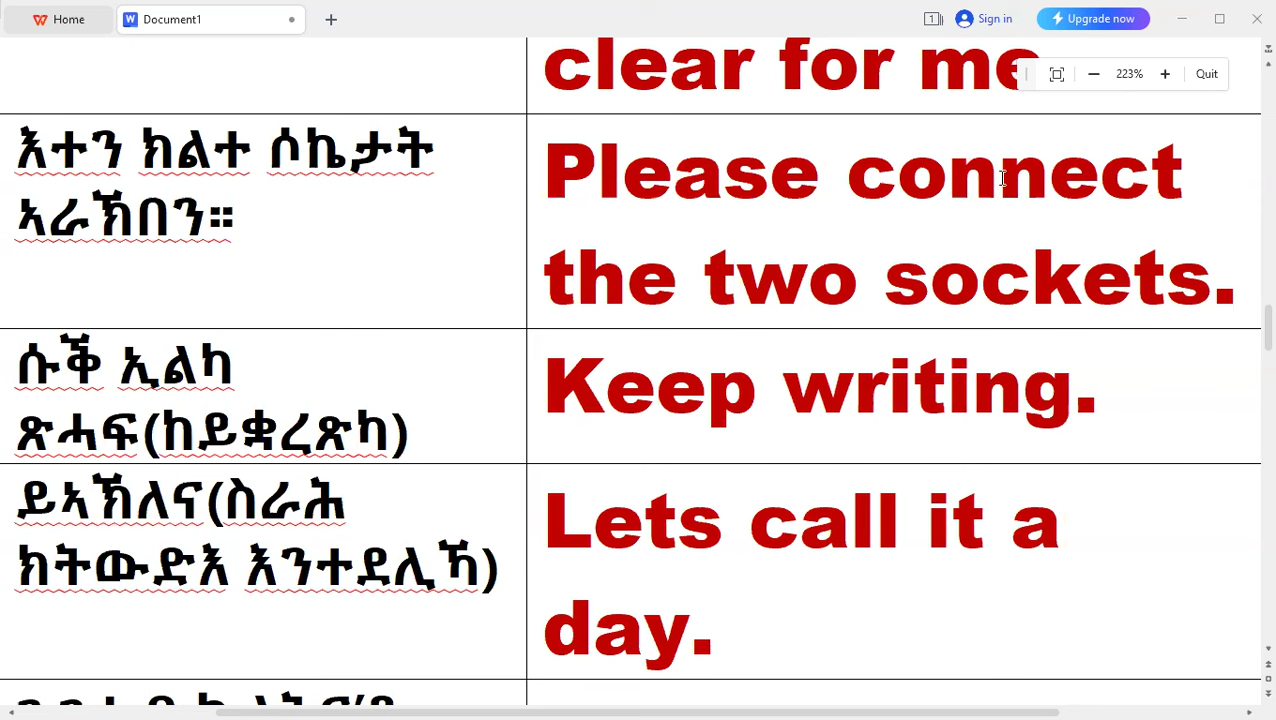 Home
Document1
Sign in
Upgrade now
clear for me
223%
Quit
እተን ክልተ ሶኬታት
ኣራኽበን።
Please connect
the two sockets.
ሱቕ ኢልካ
ጽሓፍ(ከይቋረጽካ)
Keep writing.
ይኣኽለና(ስራሕ
ክትውድእ እንተደሊኻ)
Lets call it a
day.